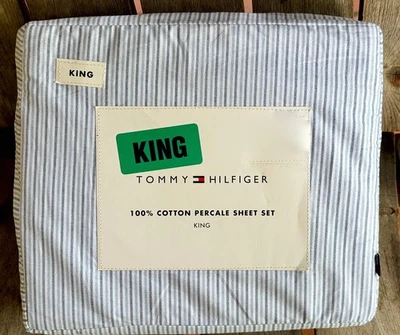 KING
KING
TOMMY HILFIGER
100% COTTON PERCALE SHEET SET
KING